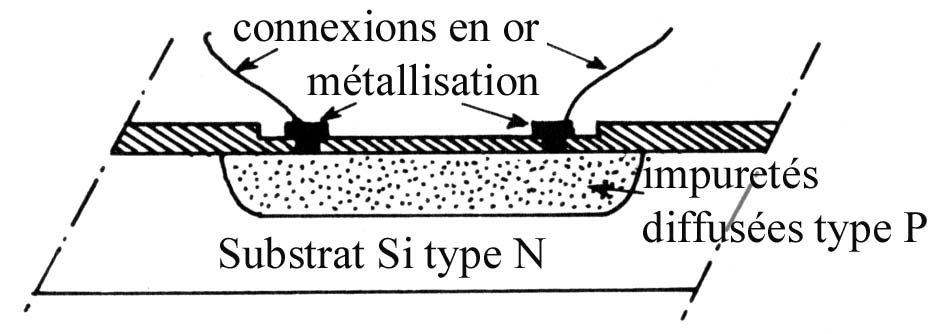 connexions en or
métallisation
impuretés
diffusées type P
Substrat Si type N